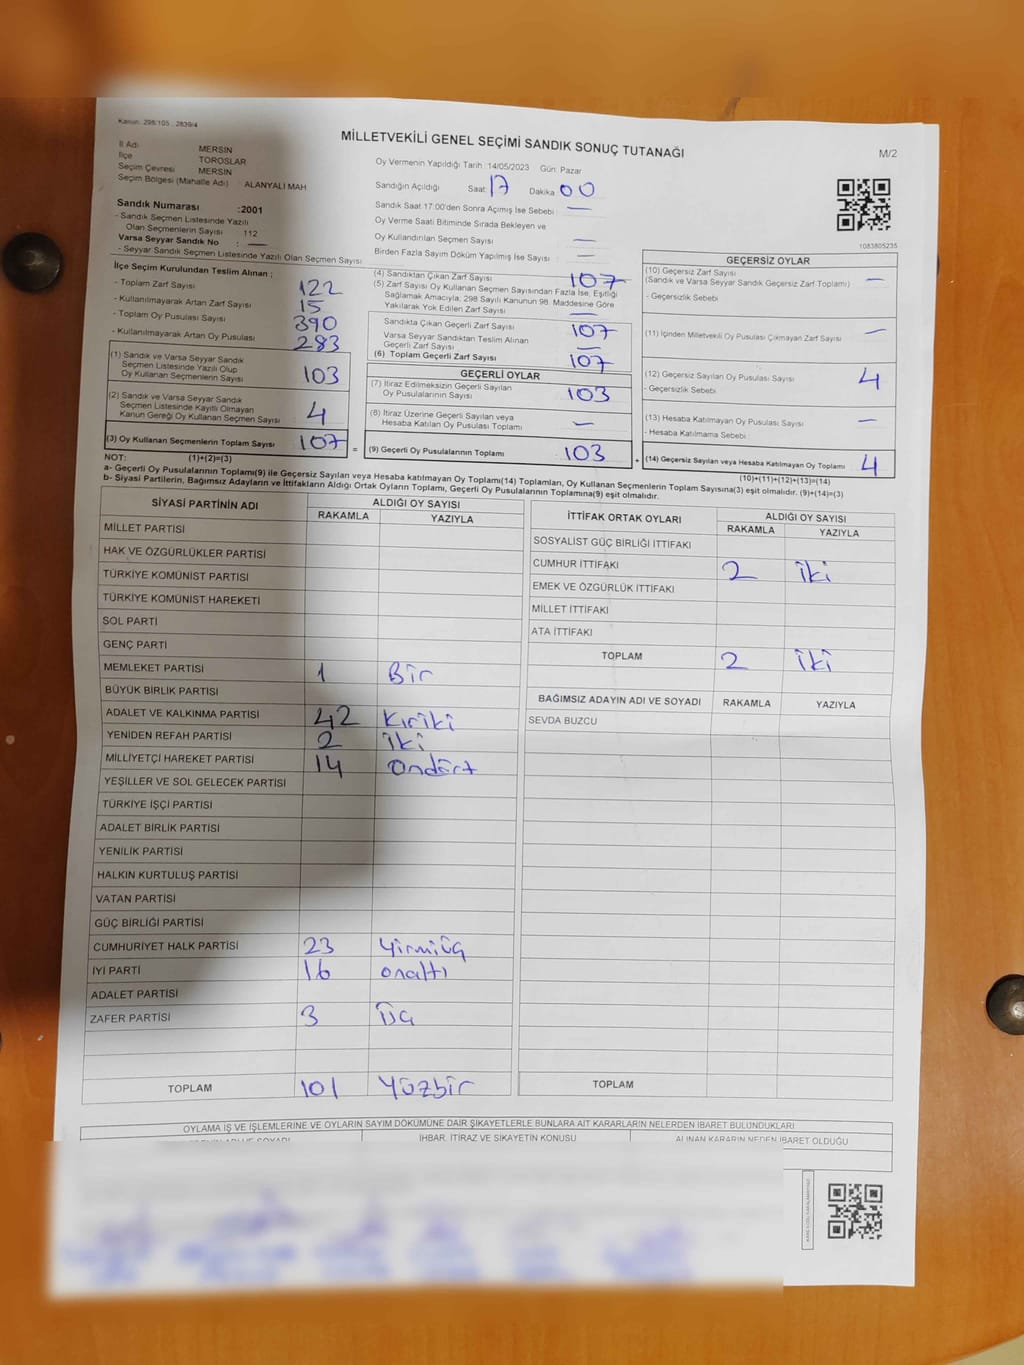 Kanun: 298/105 , 2839/4
MİLLETVEKİLİ GENEL SEÇİMİ SANDIK SONUÇ TUTANAĞI
M/2
İl Adı MERSİN
İlçe TOROSLAR
Seçim Çevresi MERSİN
Seçim Bölgesi (Mahalle Adı) : ALANYALI MAH
Oy Vermenin Yapıldığı Tarih :14/05/2023 Gün: Pazar
Sandığın Açıldığı Saat: 17 Dakika 00
Sandık Saat 17:00'den Sonra Açımış İse Sebebi —
Oy Verme Saati Bitiminde Sırada Bekleyen ve
Oy Kullandırılan Seçmen Sayısı —
Birden Fazla Sayım Döküm Yapılmış İse Sayısı : —
Sandık Numarası :2001
- Sandık Seçmen Listesinde Yazılı
Olan Seçmenlerin Sayısı 112
Varsa Seyyar Sandık No : —
- Seyyar Sandık Seçmen Listesinde Yazılı Olan Seçmen Sayısı
1083805235
İlçe Seçim Kurulundan Teslim Alınan ;
- Toplam Zarf Sayısı 122
- Kullanılmayarak Artan Zarf Sayısı 15
- Toplam Oy Pusulası Sayısı 390
- Kullanılmayarak Artan Oy Pusulası 283
(1) Sandık ve Varsa Seyyar Sandık
Seçmen Listesinde Yazılı Olup
Oy Kullanan Seçmenlerin Sayısı 103
(2) Sandık ve Varsa Seyyar Sandık
Seçmen Listesinde Kayıtlı Olmayan
Kanun Gereği Oy Kullanan Seçmen Sayısı 4
(3) Oy Kullanan Seçmenlerin Toplam Sayısı 107 =
(4) Sandıktan Çıkan Zarf Sayısı 107
(5) Zarf Sayısı Oy Kullanan Seçmen Sayısından Fazla İse, Eşitliği
Sağlamak Amacıyla, 298 Sayılı Kanunun 98. Maddesine Göre
Yakılarak Yok Edilen Zarf Sayısı —
Sandıkta Çıkan Geçerli Zarf Sayısı 107
Varsa Seyyar Sandıktan Teslim Alınan
Geçerli Zarf Sayısı —
(6) Toplam Geçerli Zarf Sayısı 107
GEÇERLİ OYLAR
(7) İtiraz Edilmeksizin Geçerli Sayılan
Oy Pusulalarının Sayısı 103
(8) İtiraz Üzerine Geçerli Sayılan veya
Hesaba Katılan Oy Pusulası Toplamı —
(9) Geçerli Oy Pusulalarının Toplamı 103 +
GEÇERSİZ OYLAR
(10) Geçersiz Zarf Sayısı
(Sandık ve Varsa Seyyar Sandık Geçersiz Zarf Toplamı) —
- Geçersizlik Sebebi
(11) İçinden Milletvekili Oy Pusulası Çıkmayan Zarf Sayısı —
(12) Geçersiz Sayılan Oy Pusulası Sayısı 4
- Geçersizlik Sebebi
(13) Hesaba Katılmayan Oy Pusulası Sayısı —
- Hesaba Katılmama Sebebi
(14) Geçersiz Sayılan veya Hesaba Katılmayan Oy Toplamı 4
NOT: (1)+(2)=(3) (10)+(11)+(12)+(13)=(14)
a- Geçerli Oy Pusulalarının Toplamı(9) ile Geçersiz Sayılan veya Hesaba katılmayan Oy Toplamı(14) Toplamları, Oy Kullanan Seçmenlerin Toplam Sayısına(3) eşit olmalıdır. (9)+(14)=(3)
b- Siyasi Partilerin, Bağımsız Adayların ve İttifakların Aldığı Ortak Oyların Toplamı, Geçerli Oy Pusulalarının Toplamına(9) eşit olmalıdır.
SİYASİ PARTİNİN ADI ALDIĞI OY SAYISI
RAKAMLA YAZIYLA
MİLLET PARTİSİ
HAK VE ÖZGÜRLÜKLER PARTİSİ
TÜRKİYE KOMÜNİST PARTİSİ
TÜRKİYE KOMÜNİST HAREKETİ
SOL PARTİ
GENÇ PARTİ
MEMLEKET PARTİSİ 1 Bir
BÜYÜK BİRLİK PARTİSİ
ADALET VE KALKINMA PARTİSİ 42 Kırıki
YENİDEN REFAH PARTİSİ 2 iki
MİLLİYETÇİ HAREKET PARTİSİ 14 Ondört
YEŞİLLER VE SOL GELECEK PARTİSİ
TÜRKİYE İŞÇİ PARTİSİ
ADALET BİRLİK PARTİSİ
YENİLİK PARTİSİ
HALKIN KURTULUŞ PARTİSİ
VATAN PARTİSİ
GÜÇ BİRLİĞİ PARTİSİ
CUMHURİYET HALK PARTİSİ 23 Yirmiüç
İYİ PARTİ 16 onaltı
ADALET PARTİSİ
ZAFER PARTİSİ 3 Üç
TOPLAM 101 Yüzbir
İTTİFAK ORTAK OYLARI ALDIĞI OY SAYISI
RAKAMLA YAZIYLA
SOSYALİST GÜÇ BİRLİĞİ İTTİFAKI
CUMHUR İTTİFAKI 2 iki
EMEK VE ÖZGÜRLÜK İTTİFAKI
MİLLET İTTİFAKI
ATA İTTİFAKI
TOPLAM 2 iki
BAĞIMSIZ ADAYIN ADI VE SOYADI RAKAMLA YAZIYLA
SEVDA BUZCU
TOPLAM
OYLAMA İŞ VE İŞLEMLERİNE VE OYLARIN SAYIM DÖKÜMÜNE DAİR ŞİKAYETLERLE BUNLARA AİT KARARLARIN NELERDEN İBARET BULUNDUKLARI
İHBAR, İTİRAZ VE ŞİKAYETİN KONUSU ALINAN KARARIN NEDEN İBARET OLDUĞU